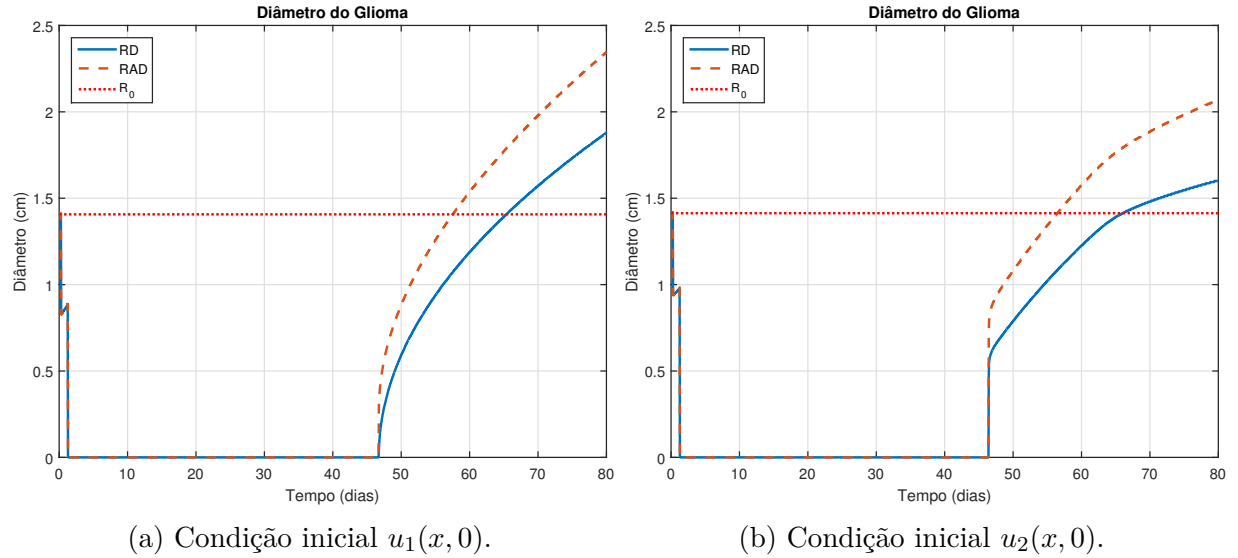 Diâmetro do Glioma
2.5
2
1.5
1
0.5
0
Diâmetro (cm)
RD
RAD
R0
0 10 20 30 40 50 60 70 80
Tempo (dias)
(a) Condição inicial u1(x, 0).
Diâmetro do Glioma
2.5
2
1.5
1
0.5
0
Diâmetro (cm)
RD
RAD
R0
0 10 20 30 40 50 60 70 80
Tempo (dias)
(b) Condição inicial u2(x, 0).